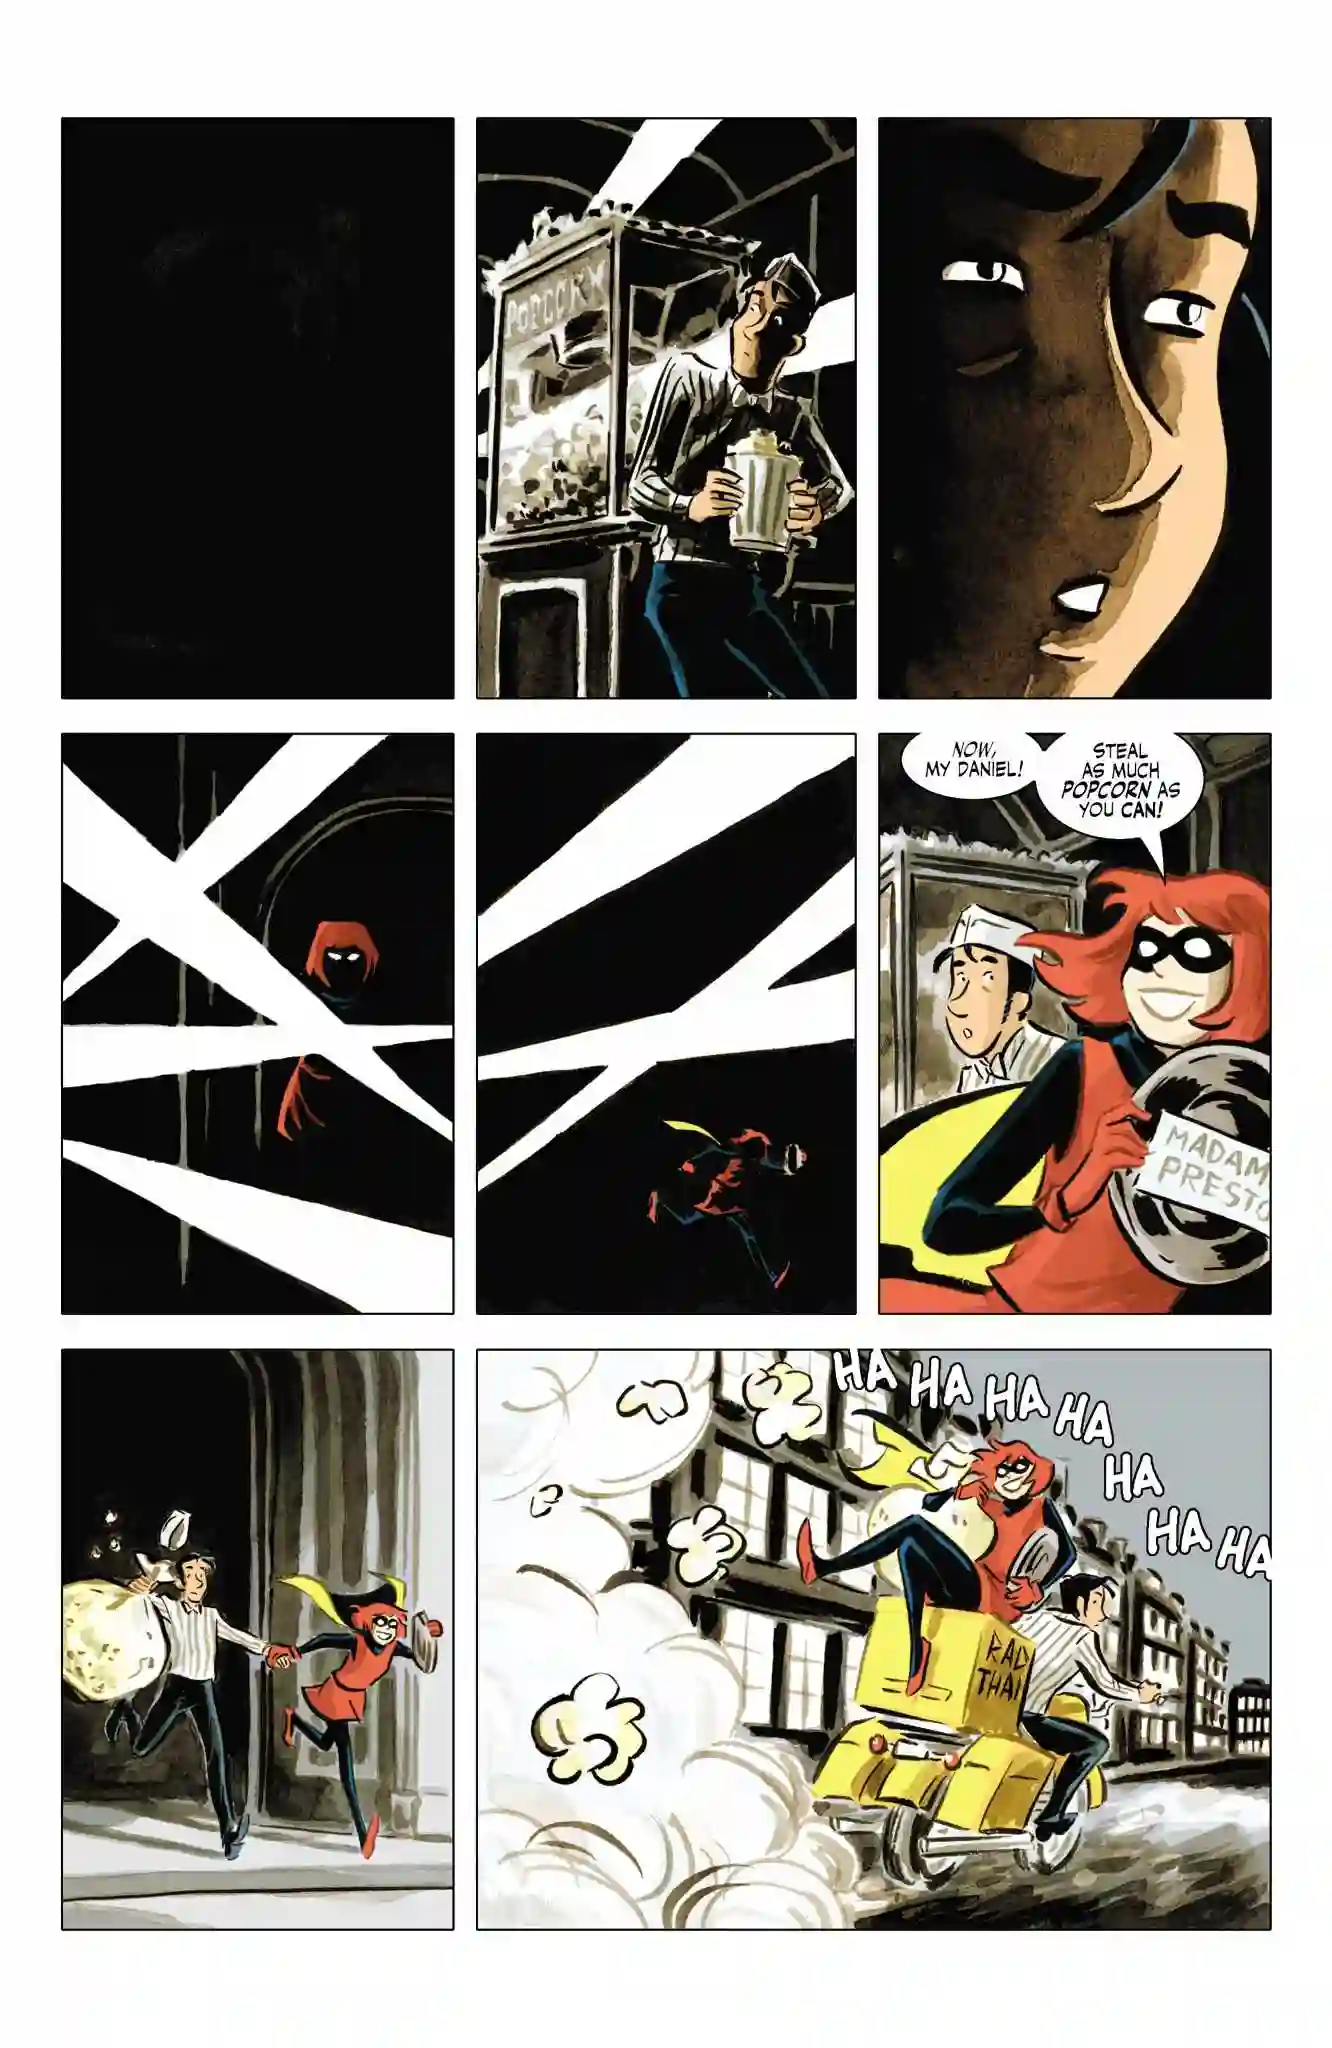 POPCORN
NOW,
MY DANIEL!
STEAL
AS MUCH
POPCORN AS
YOU CAN!
MADAM
PRESTO
HA HA HA HA HA HA HA
RAD
THAI